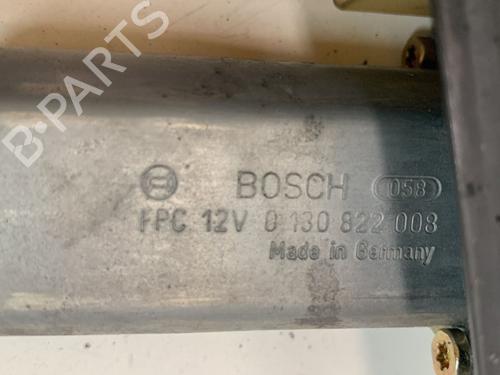 B-PARTS
BOSCH 058
FPC 12V 0 130 822 008
Made in Germany